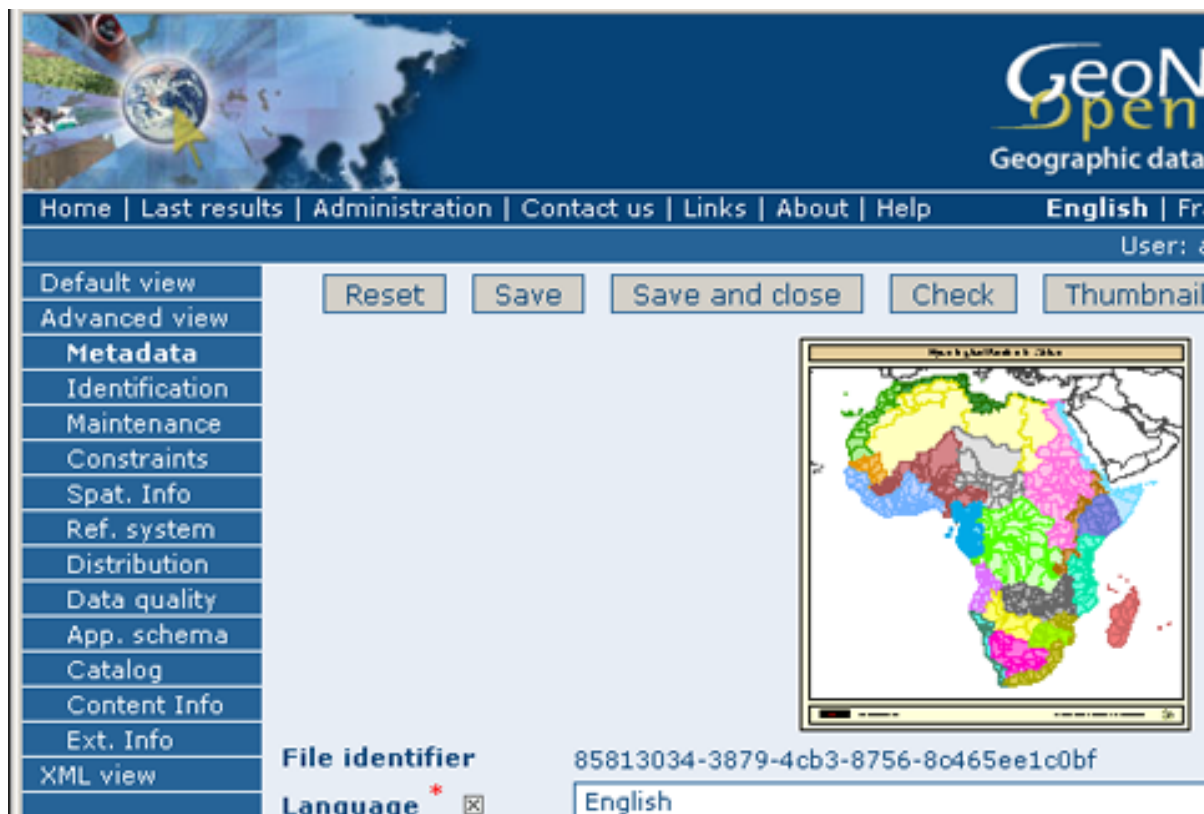 GeoN
Open
Geographic data
Home | Last results | Administration | Contact us | Links | About | Help English | Fr
User: a
Default view
Advanced view
Metadata
Identification
Maintenance
Constraints
Spat. Info
Ref. system
Distribution
Data quality
App. schema
Catalog
Content Info
Ext. Info
XML view
Reset Save Save and close Check Thumbnail
File identifier 85813034-3879-4cb3-8756-8c465ee1c0bf
Language * English